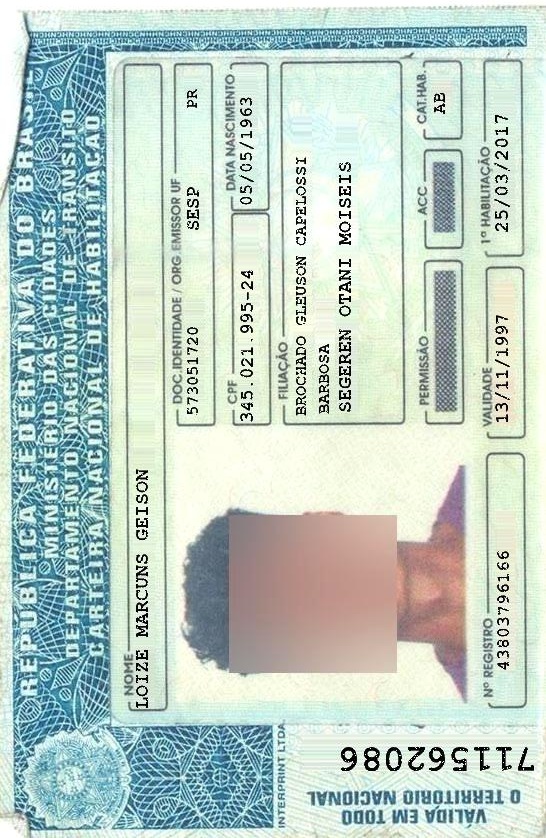 REPÚBLICA FEDERATIVA DO BRASIL
MINISTÉRIO DAS CIDADES
DEPARTAMENTO NACIONAL DE TRÂNSITO
CARTEIRA NACIONAL DE HABILITAÇÃO
NOME
LOIZE MARCUNS GEISON
DOC. IDENTIDADE / ORG EMISSOR UF
573051720 SESP PR
CPF DATA NASCIMENTO
345.021.995-24 05/05/1963
FILIAÇÃO
BROCHADO GLEUSON CAPELOSSI
BARBOSA
SEGEREN OTANI MOISEIS
PERMISSÃO ACC CAT.HAB.
AB
Nº REGISTRO VALIDADE 1ª HABILITAÇÃO
43803796166 13/11/1997 25/03/2017
VÁLIDA EM TODO
O TERRITÓRIO NACIONAL
711562086
INTERPRINT LTDA